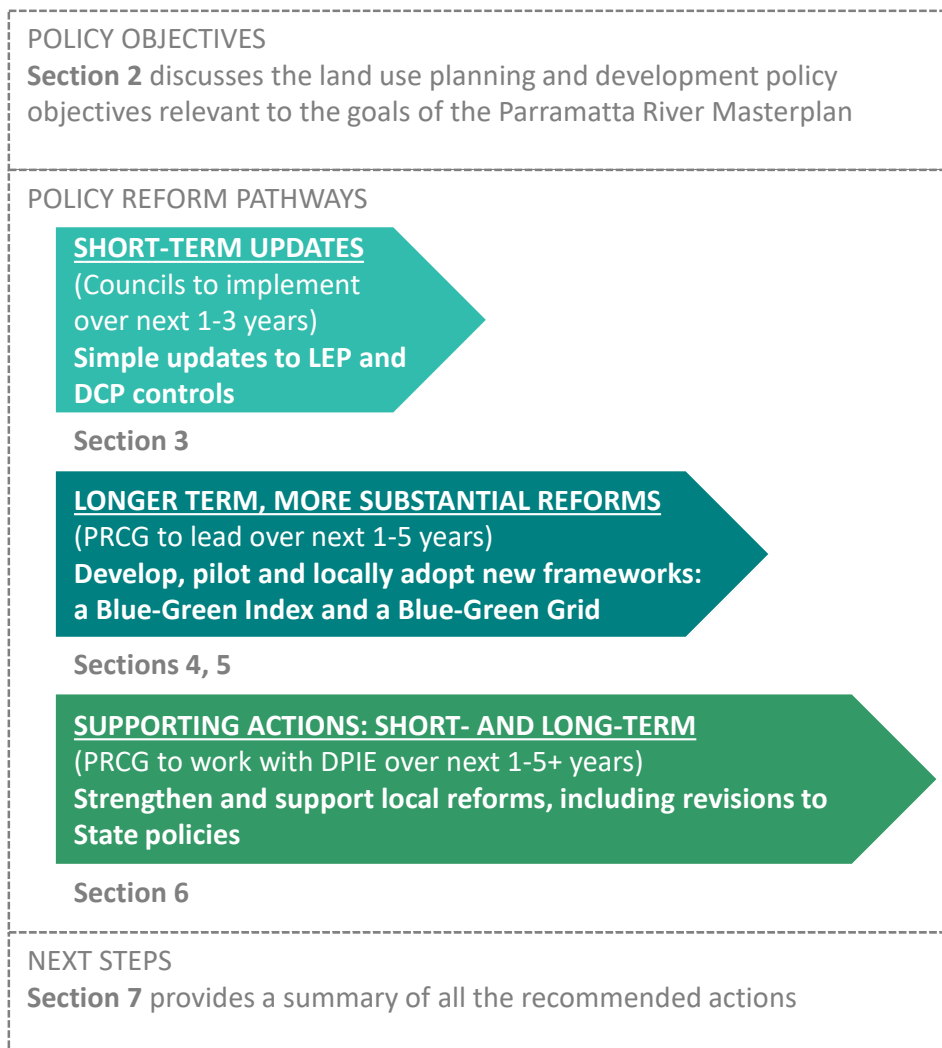 POLICY OBJECTIVES
Section 2 discusses the land use planning and development policy
objectives relevant to the goals of the Parramatta River Masterplan
POLICY REFORM PATHWAYS
SHORT-TERM UPDATES
(Councils to implement
over next 1-3 years)
Simple updates to LEP and
DCP controls
Section 3
LONGER TERM, MORE SUBSTANTIAL REFORMS
(PRCG to lead over next 1-5 years)
Develop, pilot and locally adopt new frameworks:
a Blue-Green Index and a Blue-Green Grid
Sections 4, 5
SUPPORTING ACTIONS: SHORT- AND LONG-TERM
(PRCG to work with DPIE over next 1-5+ years)
Strengthen and support local reforms, including revisions to
State policies
Section 6
NEXT STEPS
Section 7 provides a summary of all the recommended actions